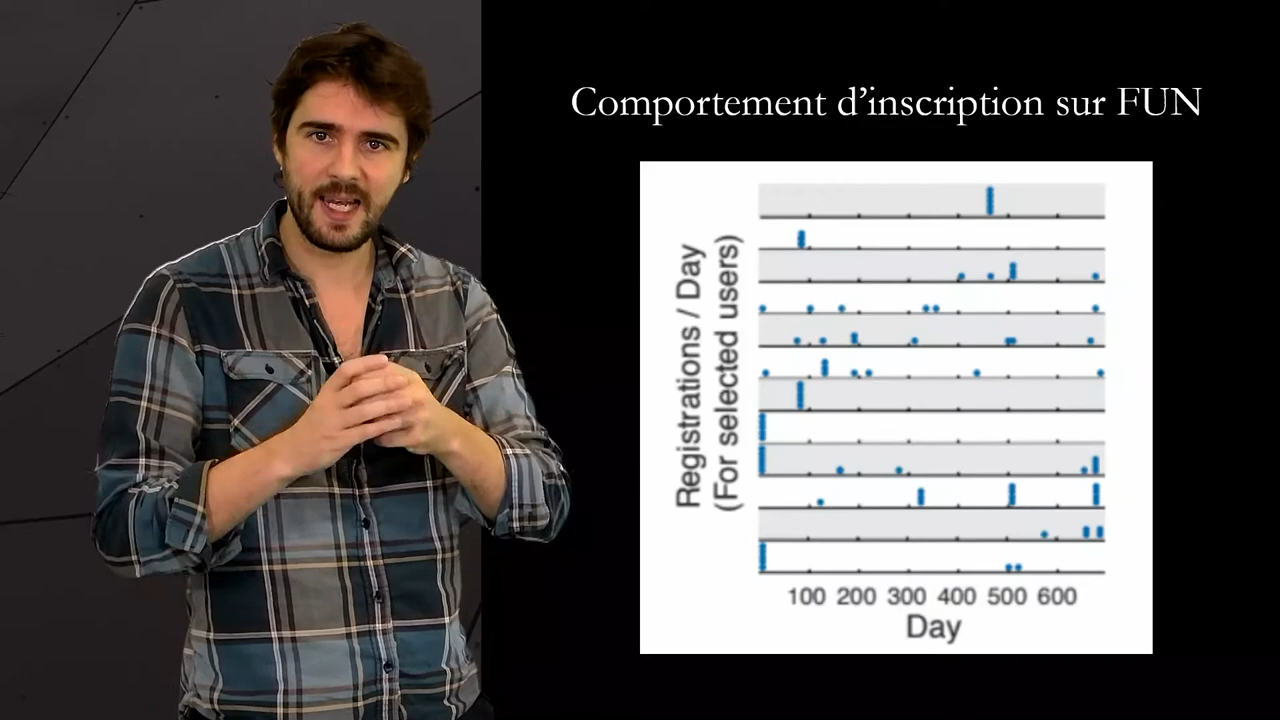 Comportement d'inscription sur FUN
Registrations / Day
(For selected users)
100 200 300 400 500 600
Day